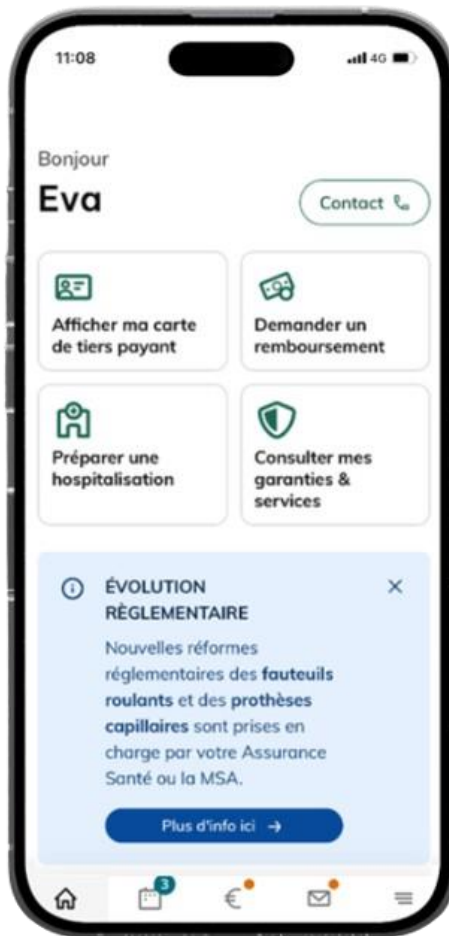 11:08
4G
Bonjour
Eva
Contact
Afficher ma carte
de tiers payant
Demander un
remboursement
Préparer une
hospitalisation
Consulter mes
garanties &
services
ÉVOLUTION
RÈGLEMENTAIRE
Nouvelles réformes
réglementaires des fauteuils
roulants et des prothèses
capillaires sont prises en
charge par votre Assurance
Santé ou la MSA.
Plus d'info ici →
3
€